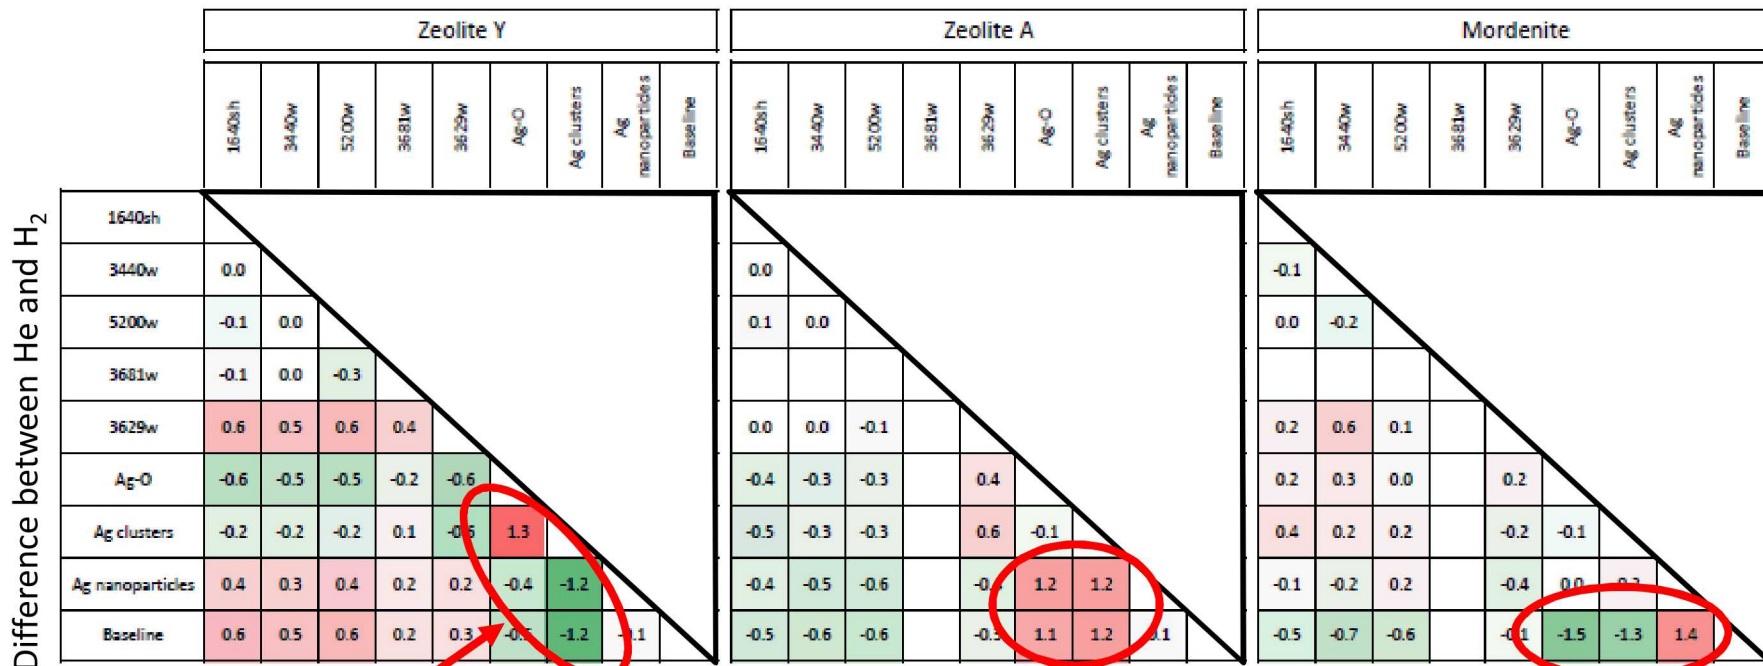 Difference between He and H2
Zeolite Y Zeolite A Mordenite
1640sh 3440w 5200w 3681w 3629w Ag-O Ag clusters Ag nanoparticles Baseline 1640sh 3440w 5200w 3681w 3629w Ag-O Ag clusters Ag nanoparticles Baseline 1640sh 3440w 5200w 3681w 3629w Ag-O Ag clusters Ag nanoparticles Baseline
1640sh
3440w 0.0 0.0 -0.1
5200w -0.1 0.0 0.1 0.0 0.0 -0.2
3681w -0.1 0.0 -0.3
3629w 0.6 0.5 0.6 0.4 0.0 0.0 -0.1 0.2 0.6 0.1
Ag-O -0.6 -0.5 -0.5 -0.2 -0.6 -0.4 -0.3 -0.3 0.4 0.2 0.3 0.0 0.2
Ag clusters -0.2 -0.2 -0.2 0.1 1.3 -0.5 -0.3 -0.3 0.6 -0.1 0.4 0.2 0.2 -0.2 -0.1
Ag nanoparticles 0.4 0.3 0.4 0.2 0.2 -0.4 -1.2 -0.4 -0.5 -0.6 1.2 1.2 -0.1 -0.2 0.2 -0.4 0.0
Baseline 0.6 0.5 0.6 0.2 0.3 -1.2 -0.5 -0.6 -0.6 1.1 1.2 -0.5 -0.7 -0.6 -0.1 -1.5 -1.3 1.4